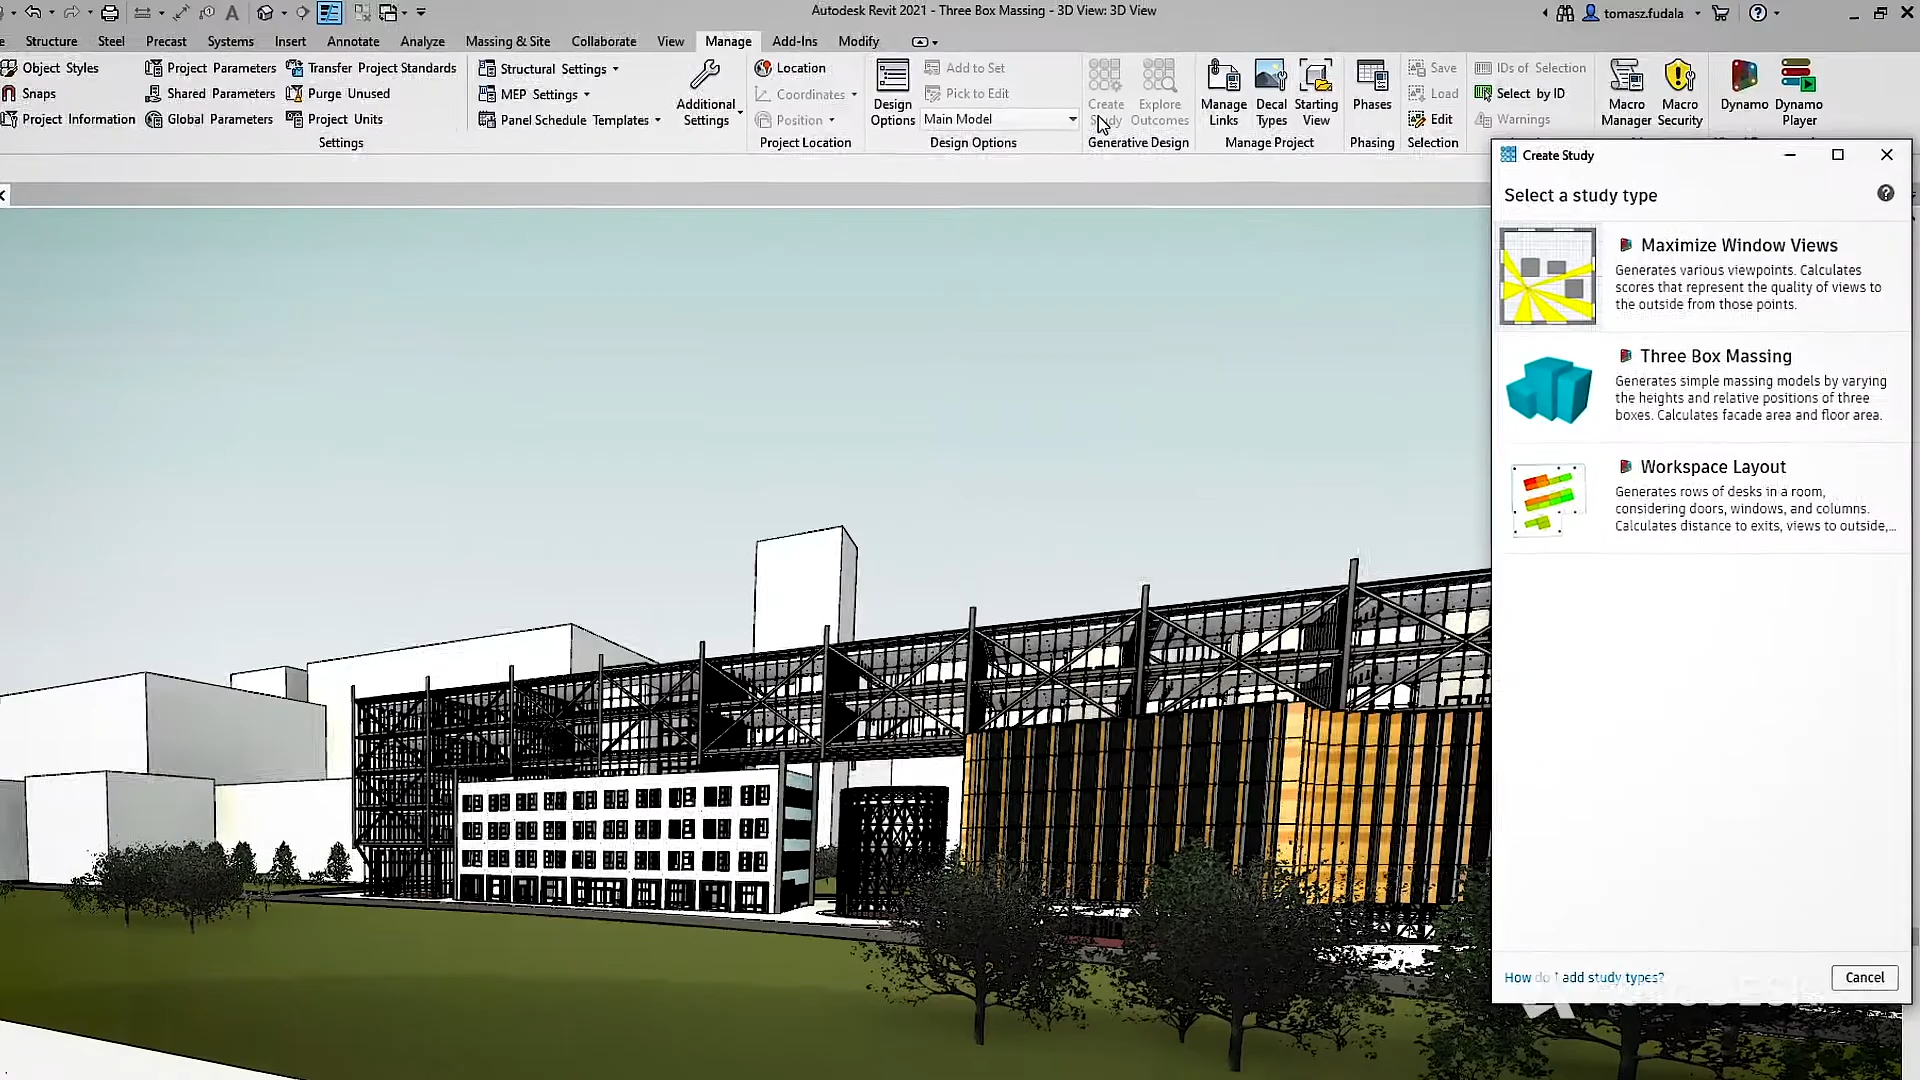 Autodesk Revit 2021 - Three Box Massing - 3D View: 3D View
tomasz.fudala
Structure Steel Precast Systems Insert Annotate Analyze Massing & Site Collaborate View Manage Add-Ins Modify
Object Styles
Snaps
Project Information
Project Parameters
Shared Parameters
Global Parameters
Transfer Project Standards
Purge Unused
Project Units
Settings
Structural Settings
MEP Settings
Panel Schedule Templates
Additional
Settings
Location
Coordinates
Position
Project Location
Design
Options
Add to Set
Pick to Edit
Main Model
Design Options
Create
Study
Explore
Outcomes
Generative Design
Manage
Links
Decal
Types
Starting
View
Manage Project
Phases
Phasing
Save
Load
Edit
Selection
IDs of Selection
Select by ID
Warnings
Macro
Manager
Macro
Security
Dynamo
Dynamo
Player
Create Study
Select a study type
Maximize Window Views
Generates various viewpoints. Calculates
scores that represent the quality of views to
the outside from those points.
Three Box Massing
Generates simple massing models by varying
the heights and relative positions of three
boxes. Calculates facade area and floor area.
Workspace Layout
Generates rows of desks in a room,
considering doors, windows, and columns.
Calculates distance to exits, views to outside,...
How do I add study types?
Cancel